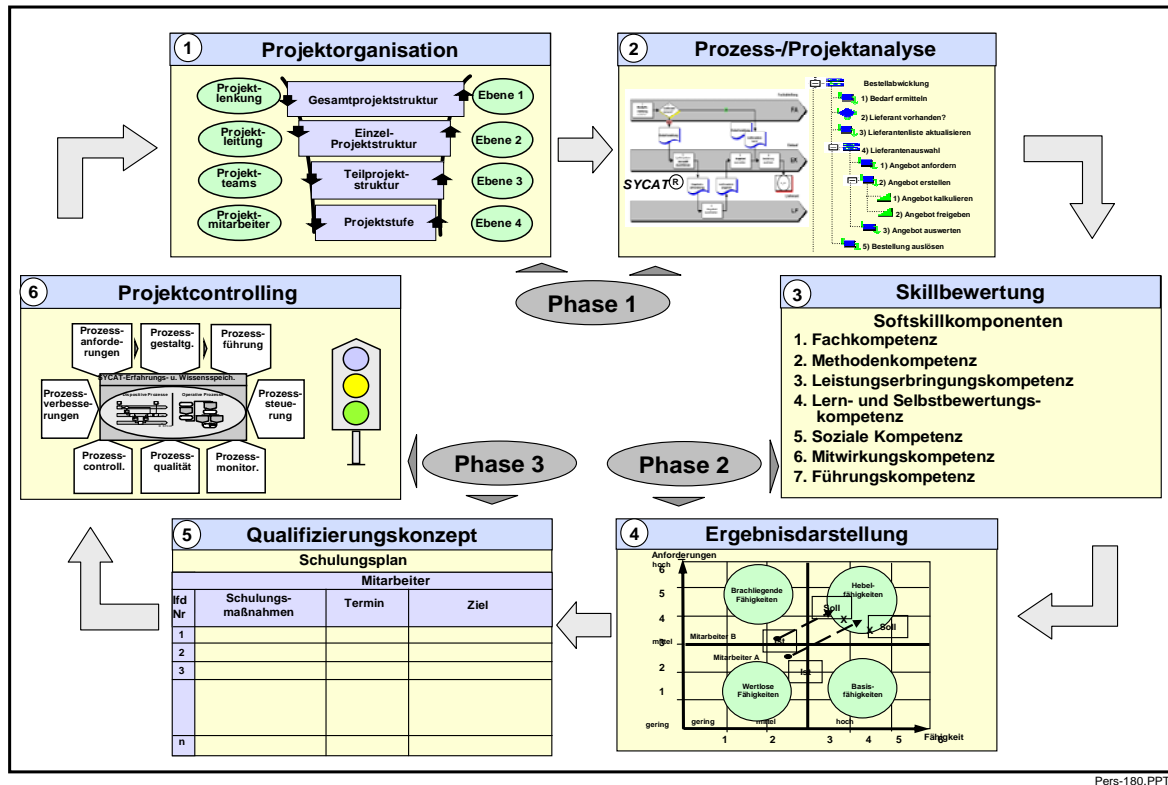 1 Projektorganisation
Projekt-
lenkung
Gesamtprojektstruktur
Ebene 1
Projekt-
leitung
Einzel-
Projektstruktur
Ebene 2
Projekt-
teams
Teilprojekt-
struktur
Ebene 3
Projekt-
mitarbeiter
Projektstufe
Ebene 4
2 Prozess-/Projektanalyse
SYCAT®
Bestellabwicklung
1) Bedarf ermitteln
2) Lieferant vorhanden?
3) Lieferantenliste aktualisieren
4) Lieferantenauswahl
1) Angebot anfordern
2) Angebot erstellen
1) Angebot kalkulieren
2) Angebot freigeben
3) Angebot auswerten
5) Bestellung auslösen
Phase 1
6 Projektcontrolling
Prozess-
anforde-
rungen
Prozess-
gestaltg.
Prozess-
führung
SYCAT-Erfahrungs- u. Wissensspeich.
Dispositive Prozesse
Operative Prozesse
Prozess-
verbesse-
rungen
Prozess-
steue-
rung
Prozess-
controll.
Prozess-
qualität
Prozess-
monitor.
3 Skillbewertung
Softskillkomponenten
1. Fachkompetenz
2. Methodenkompetenz
3. Leistungserbringungskompetenz
4. Lern- und Selbstbewertungs-
kompetenz
5. Soziale Kompetenz
6. Mitwirkungskompetenz
7. Führungskompetenz
Phase 3
Phase 2
5 Qualifizierungskonzept
Schulungsplan
Mitarbeiter
lfd
Nr
Schulungs-
maßnahmen
Termin
Ziel
1
2
3
n
4 Ergebnisdarstellung
Anforderungen
hoch
6
5
4
mittel
3
2
1
gering
Brachliegende
Fähigkeiten
Hebel-
fähigkeiten
Soll
X
X
Soll
Mitarbeiter B
Ist
Mitarbeiter A
Ist
Wertlose
Fähigkeiten
Basis-
fähigkeiten
gering
mittel
hoch
Fähigkeit
1 2 3 4 5 6
Pers-180.PPT